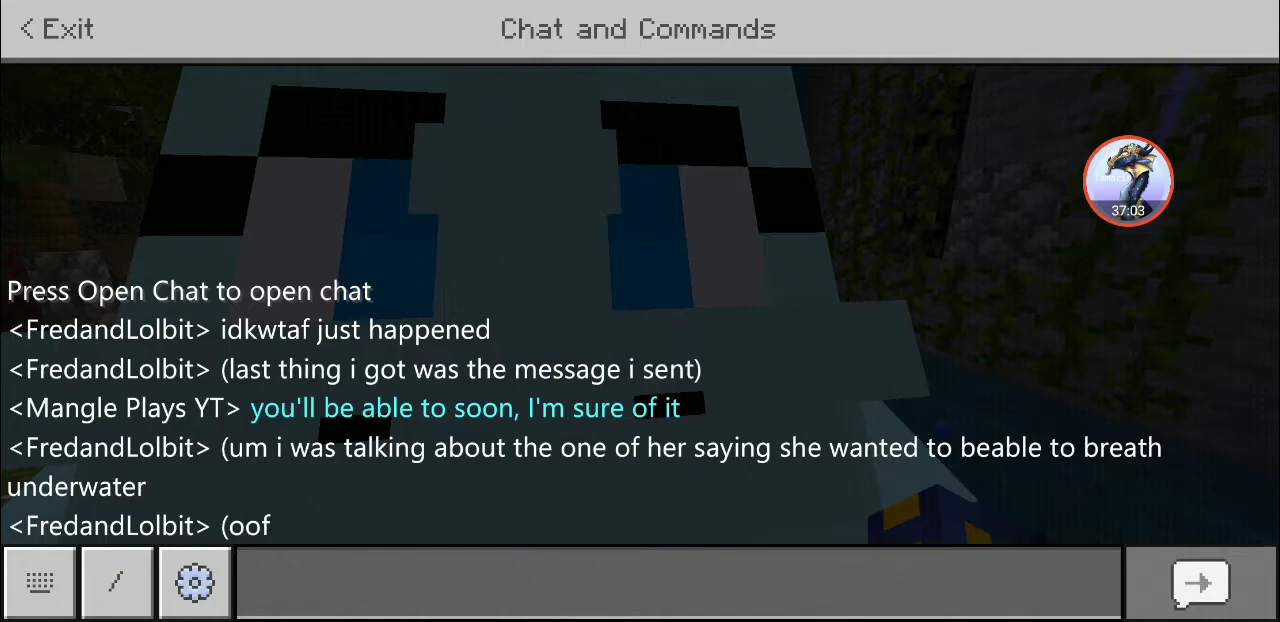 < Exit
Chat and Commands
37:03
Press Open Chat to open chat
<FredandLolbit> idkwtaf just happened
<FredandLolbit> (last thing i got was the message i sent)
<Mangle Plays YT> you'll be able to soon, I'm sure of it
<FredandLolbit> (um i was talking about the one of her saying she wanted to beable to breath
underwater
<FredandLolbit> (oof
/